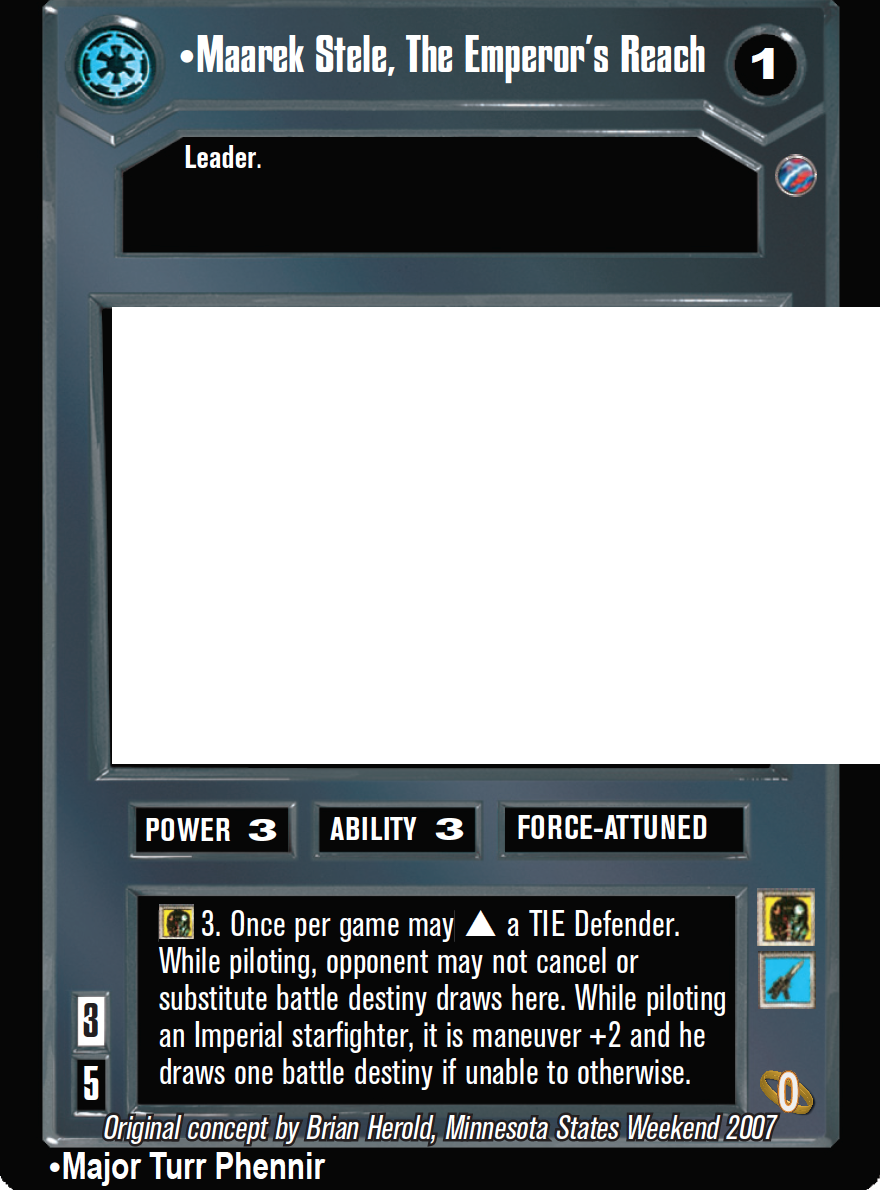 •Maarek Stele, The Emperor's Reach
1
Leader.
POWER 3
ABILITY 3
FORCE-ATTUNED
3. Once per game may ▲ a TIE Defender.
While piloting, opponent may not cancel or
substitute battle destiny draws here. While piloting
an Imperial starfighter, it is maneuver +2 and he
draws one battle destiny if unable to otherwise.
3
5
0
Original concept by Brian Herold, Minnesota States Weekend 2007
•Major Turr Phennir